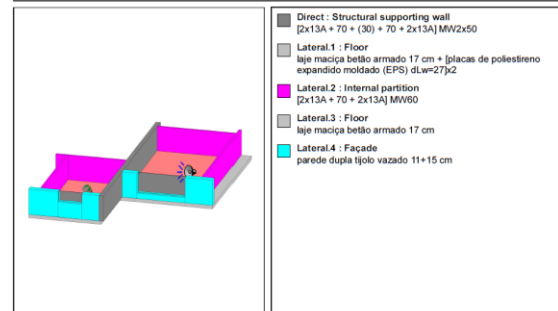 Direct : Structural supporting wall
[2x13A + 70 + (30) + 70 + 2x13A] MW2x50
Lateral.1 : Floor
laje maciça betão armado 17 cm + [placas de poliestireno
expandido moldado (EPS) dLw=27]x2
Lateral.2 : Internal partition
[2x13A + 70 + 2x13A] MW60
Lateral.3 : Floor
laje maciça betão armado 17 cm
Lateral.4 : Façade
parede dupla tijolo vazado 11+15 cm